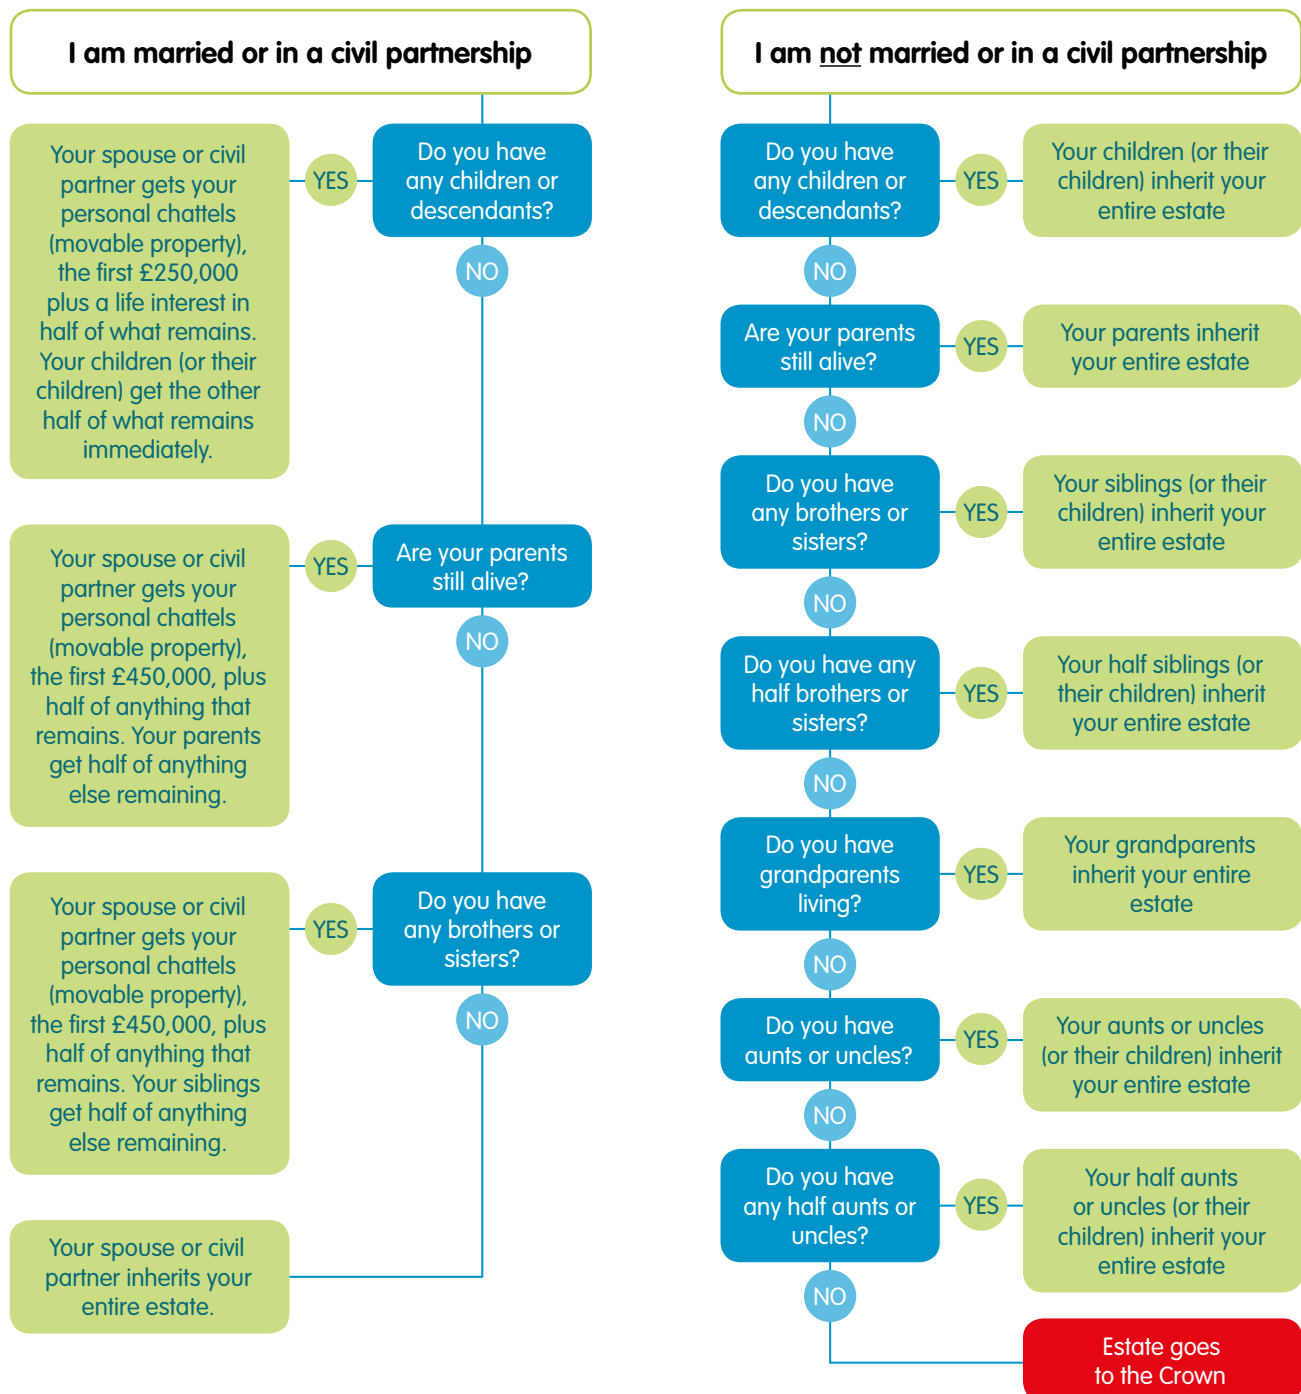 I am married or in a civil partnership
Do you have
any children or
descendants?
YES
Your spouse or civil
partner gets your
personal chattels
(movable property),
the first £250,000
plus a life interest in
half of what remains.
Your children (or their
children) get the other
half of what remains
immediately.
NO
Are your parents
still alive?
YES
Your spouse or civil
partner gets your
personal chattels
(movable property),
the first £450,000, plus
half of anything that
remains. Your parents
get half of anything
else remaining.
NO
Do you have
any brothers or
sisters?
YES
Your spouse or civil
partner gets your
personal chattels
(movable property),
the first £450,000, plus
half of anything that
remains. Your siblings
get half of anything
else remaining.
NO
Your spouse or civil
partner inherits your
entire estate.
I am not married or in a civil partnership
Do you have
any children or
descendants?
YES
Your children (or their
children) inherit your
entire estate
NO
Are your parents
still alive?
YES
Your parents inherit
your entire estate
NO
Do you have
any brothers or
sisters?
YES
Your siblings (or their
children) inherit your
entire estate
NO
Do you have any
half brothers or
sisters?
YES
Your half siblings (or
their children) inherit
your entire estate
NO
Do you have
grandparents
living?
YES
Your grandparents
inherit your entire
estate
NO
Do you have
aunts or uncles?
YES
Your aunts or uncles
(or their children) inherit
your entire estate
NO
Do you have
any half aunts or
uncles?
YES
Your half aunts
or uncles (or their
children) inherit your
entire estate
NO
Estate goes
to the Crown